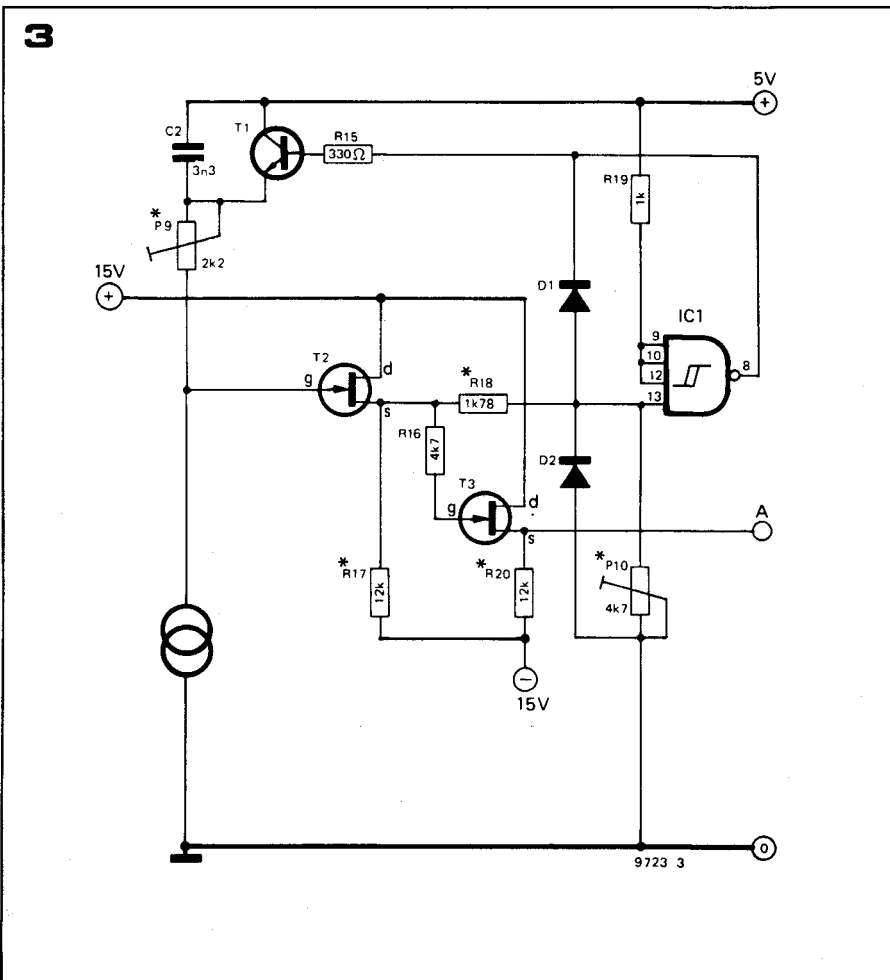 3
5V
+
C2
3n3
T1
R15
330Ω
R19
1k
* P9
2k2
15V
+
D1
IC1
9
10
12
13
8
T2
g
d
s
* R18
1k78
R16
4k7
D2
T3
g
d
s
A
* R17
12k
* R20
12k
* P10
4k7
−
15V
9723 3
0